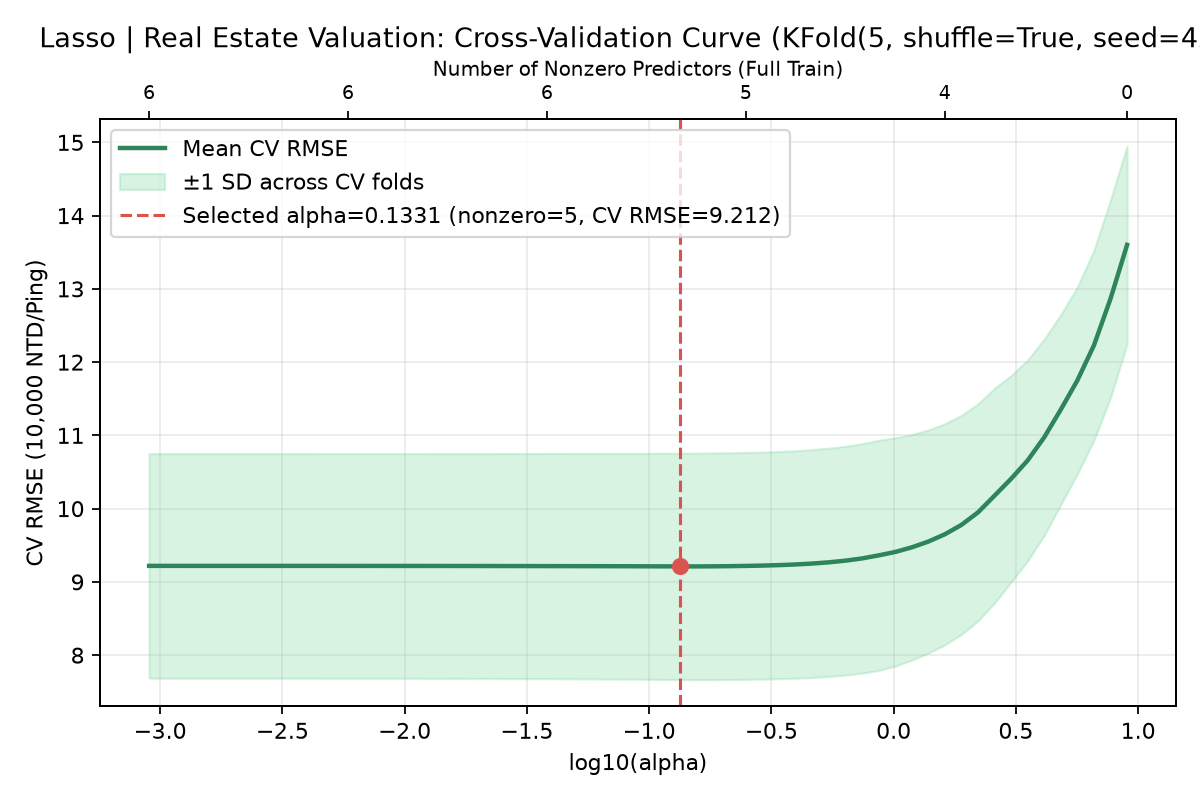 Lasso | Real Estate Valuation: Cross-Validation Curve (KFold(5, shuffle=True, seed=4
Number of Nonzero Predictors (Full Train)
6 6 6 5 4 0
Mean CV RMSE
±1 SD across CV folds
Selected alpha=0.1331 (nonzero=5, CV RMSE=9.212)
CV RMSE (10,000 NTD/Ping)
15
14
13
12
11
10
9
8
−3.0 −2.5 −2.0 −1.5 −1.0 −0.5 0.0 0.5 1.0
log10(alpha)